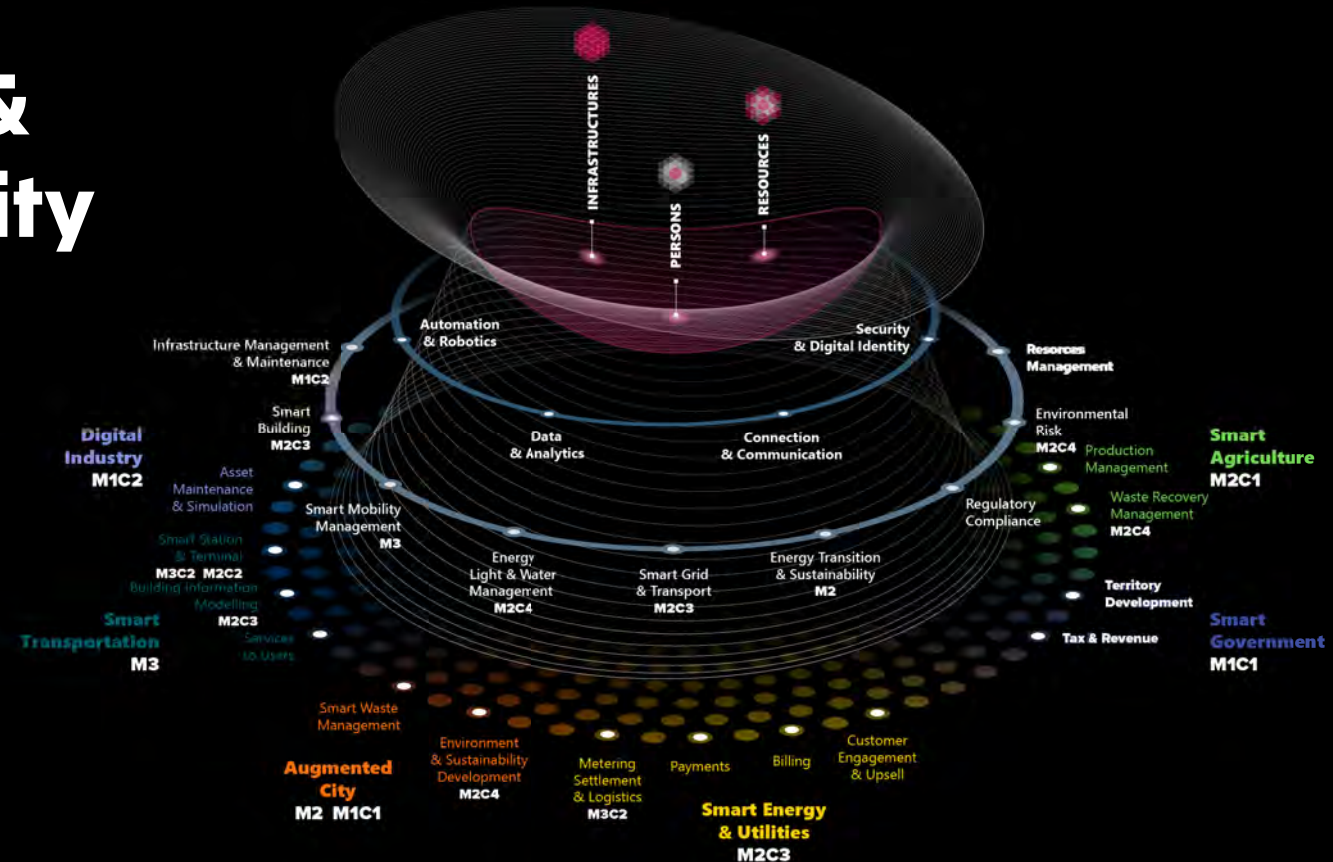 &
ity
INFRASTRUCTURES
RESOURCES
PERSONS
Automation
& Robotics
Security
& Digital Identity
Data
& Analytics
Connection
& Communication
Infrastructure Management
& Maintenance
M1C2
Smart
Building
M2C3
Smart Mobility
Management
M3
Energy
Light & Water
Management
M2C4
Smart Grid
& Transport
M2C3
Energy Transition
& Sustainability
M2
Regulatory
Compliance
Environmental
Risk
M2C4
Resorces
Management
Digital
Industry
M1C2
Asset
Maintenance
& Simulation
Smart Station
& Terminal
M3C2 M2C2
Building Information
Modelling
M2C3
Smart
Transportation
M3
Services
to Users
Smart Waste
Management
Environment
& Sustainability
Development
M2C4
Augmented
City
M2 M1C1
Metering
Settlement
& Logistics
M3C2
Payments
Billing
Customer
Engagement
& Upsell
Smart Energy
& Utilities
M2C3
Production
Management
Waste Recovery
Management
M2C4
Smart
Agriculture
M2C1
Territory
Development
Tax & Revenue
Smart
Government
M1C1